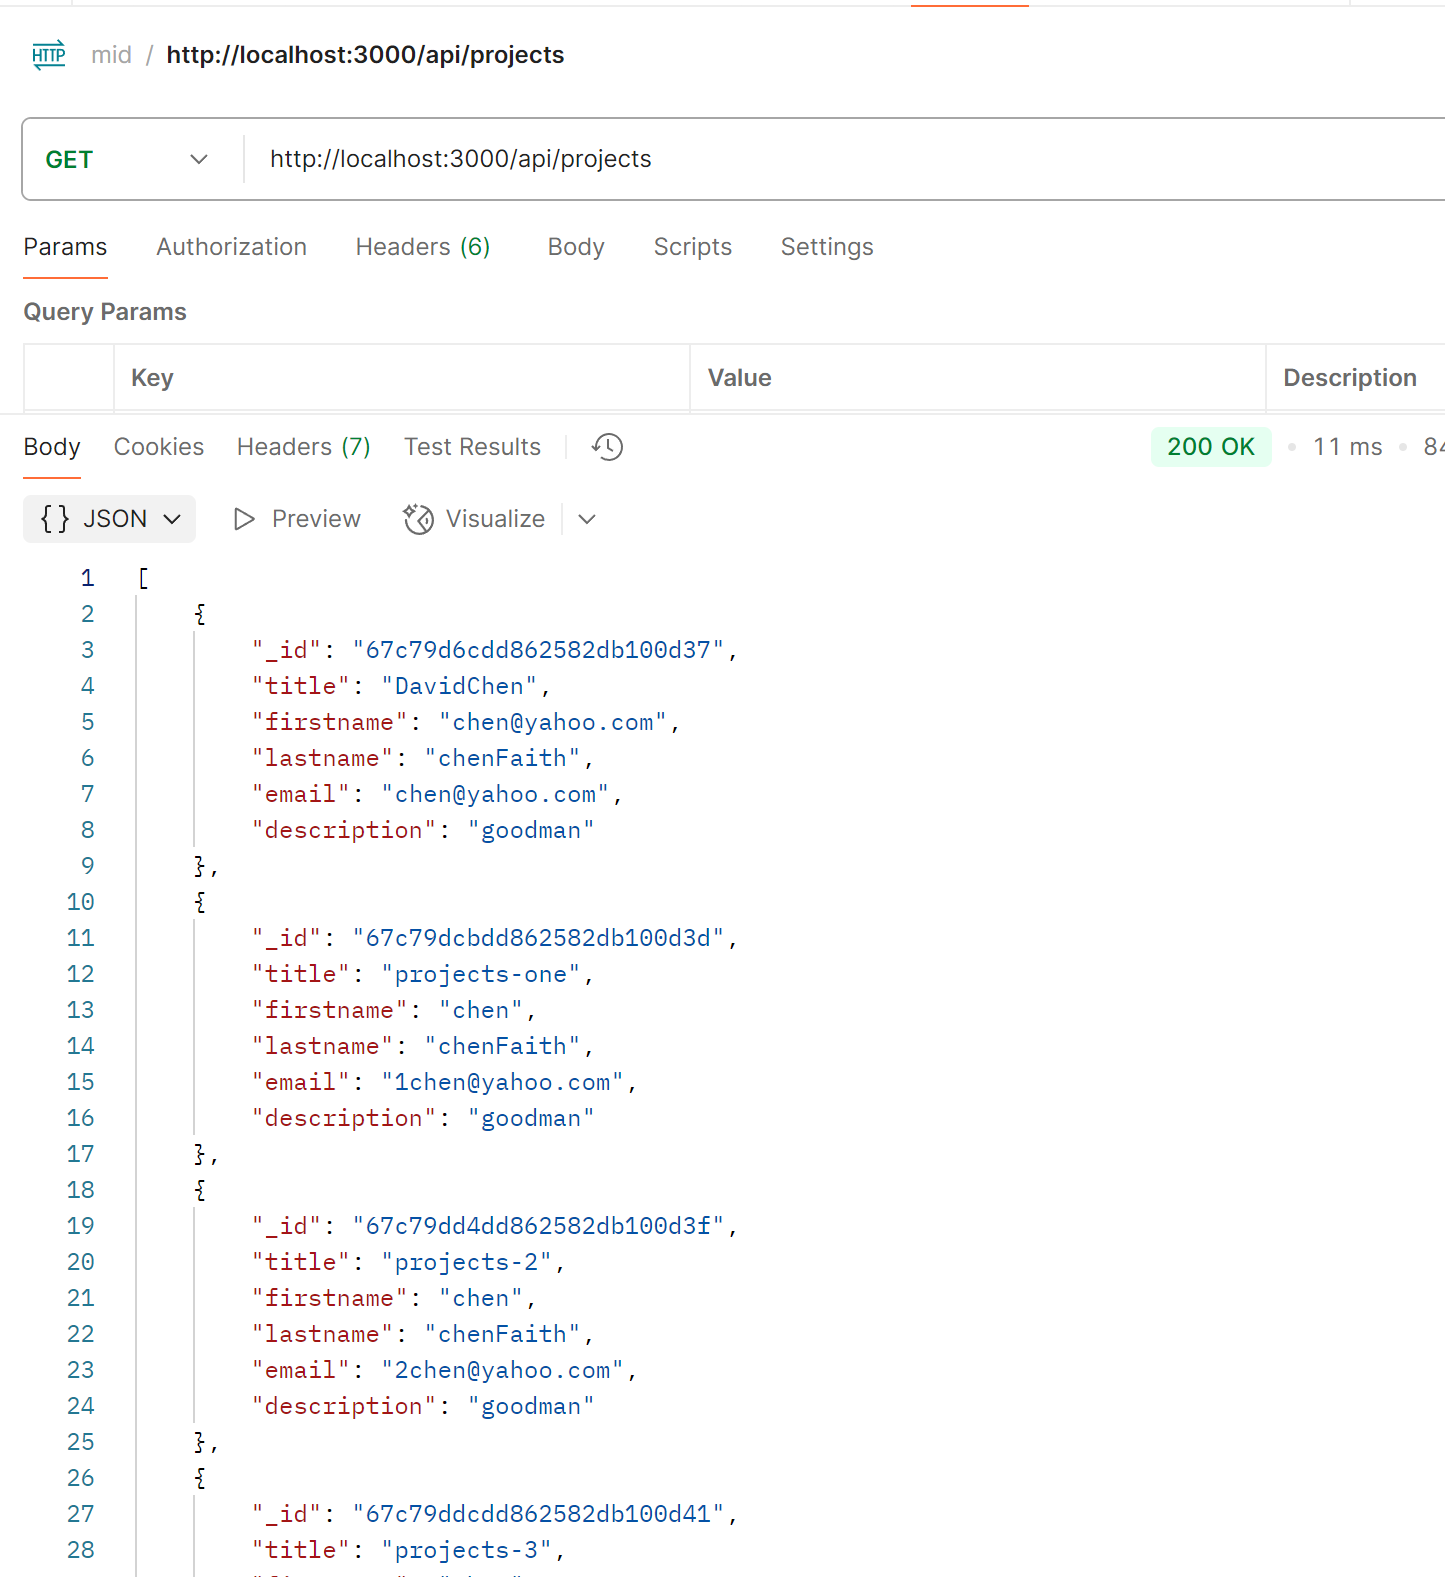 HTTP mid / http://localhost:3000/api/projects
GET http://localhost:3000/api/projects
Params Authorization Headers (6) Body Scripts Settings
Query Params
Key Value Description
Body Cookies Headers (7) Test Results 200 OK • 11 ms • 84
{} JSON Preview Visualize
1 [
2 {
3 "_id": "67c79d6cdd862582db100d37",
4 "title": "DavidChen",
5 "firstname": "chen@yahoo.com",
6 "lastname": "chenFaith",
7 "email": "chen@yahoo.com",
8 "description": "goodman"
9 },
10 {
11 "_id": "67c79dcbdd862582db100d3d",
12 "title": "projects-one",
13 "firstname": "chen",
14 "lastname": "chenFaith",
15 "email": "1chen@yahoo.com",
16 "description": "goodman"
17 },
18 {
19 "_id": "67c79dd4dd862582db100d3f",
20 "title": "projects-2",
21 "firstname": "chen",
22 "lastname": "chenFaith",
23 "email": "2chen@yahoo.com",
24 "description": "goodman"
25 },
26 {
27 "_id": "67c79ddcdd862582db100d41",
28 "title": "projects-3",